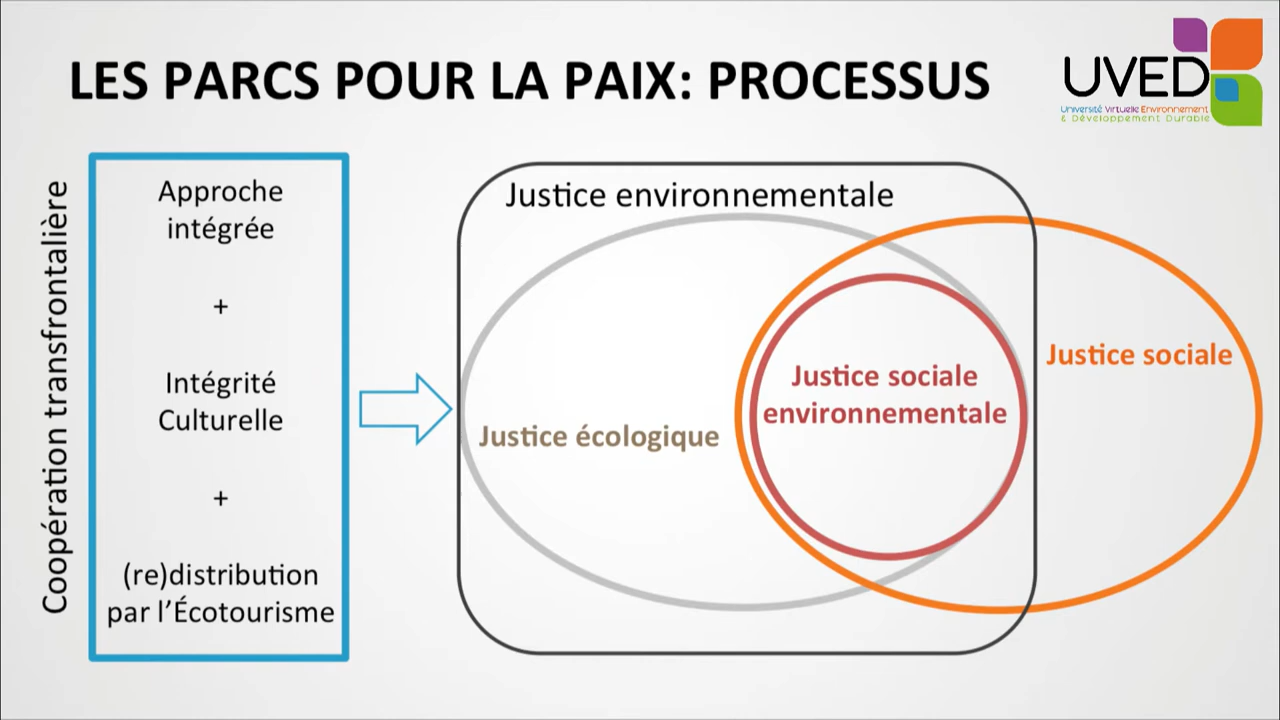 LES PARCS POUR LA PAIX: PROCESSUS
UVED
Université Virtuelle Environnement
& Développement Durable
Coopération transfrontalière
Approche
intégrée
+
Intégrité
Culturelle
+
(re)distribution
par l'Écotourisme
Justice environnementale
Justice écologique
Justice sociale
environnementale
Justice sociale